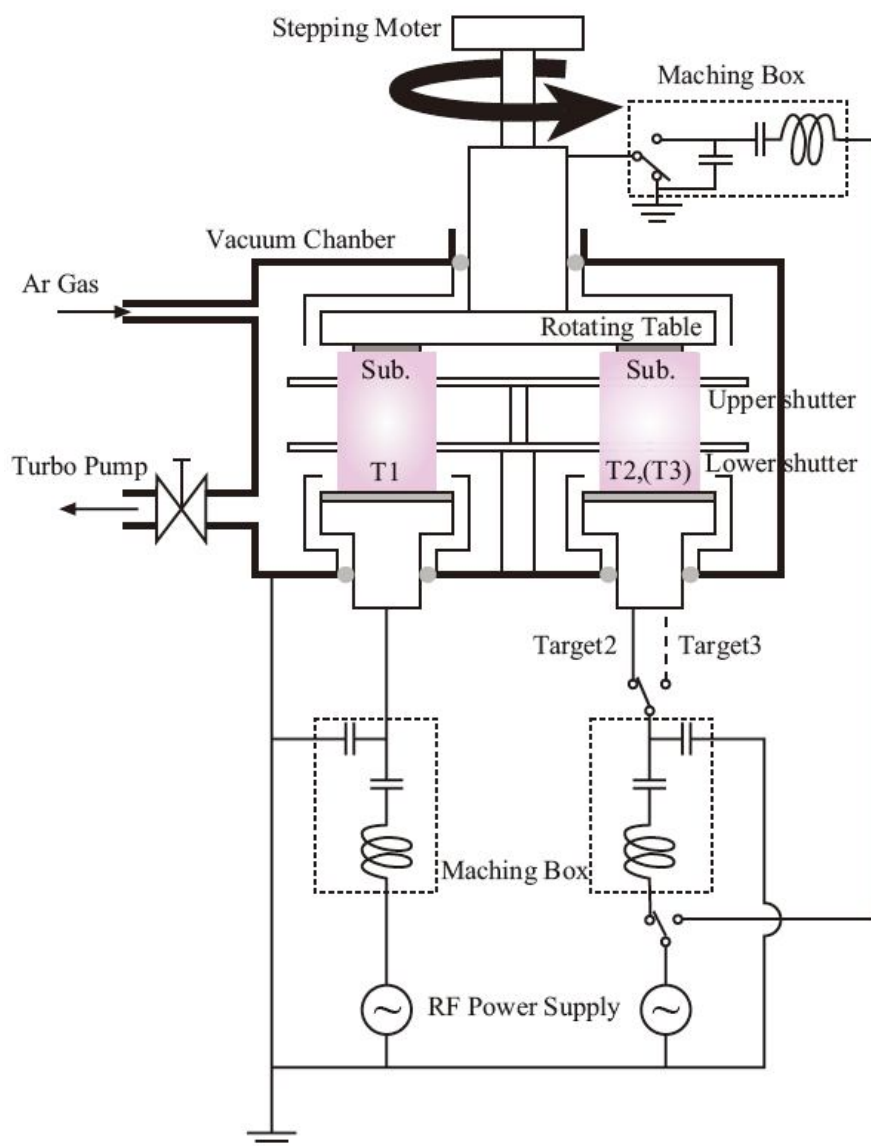 Stepping Moter
Maching Box
Vacuum Chanber
Ar Gas
Rotating Table
Sub.
Sub.
Upper shutter
Turbo Pump
T1
T2,(T3)
Lower shutter
Target2
Target3
Maching Box
RF Power Supply